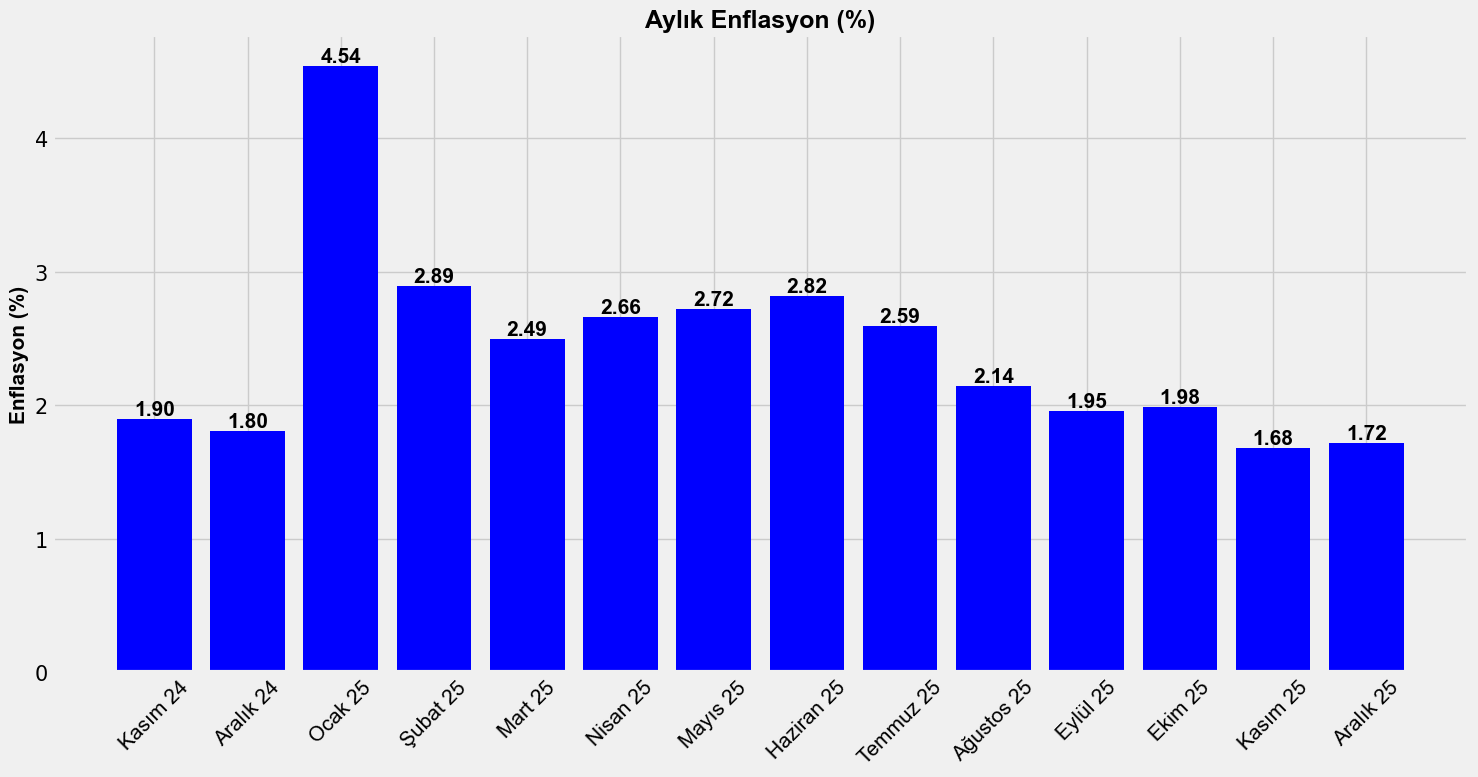 Aylık Enflasyon (%)
Enflasyon (%)
4
3
2
1
0
1.90
1.80
4.54
2.89
2.49
2.66
2.72
2.82
2.59
2.14
1.95
1.98
1.68
1.72
Kasım 24
Aralık 24
Ocak 25
Şubat 25
Mart 25
Nisan 25
Mayıs 25
Haziran 25
Temmuz 25
Ağustos 25
Eylül 25
Ekim 25
Kasım 25
Aralık 25